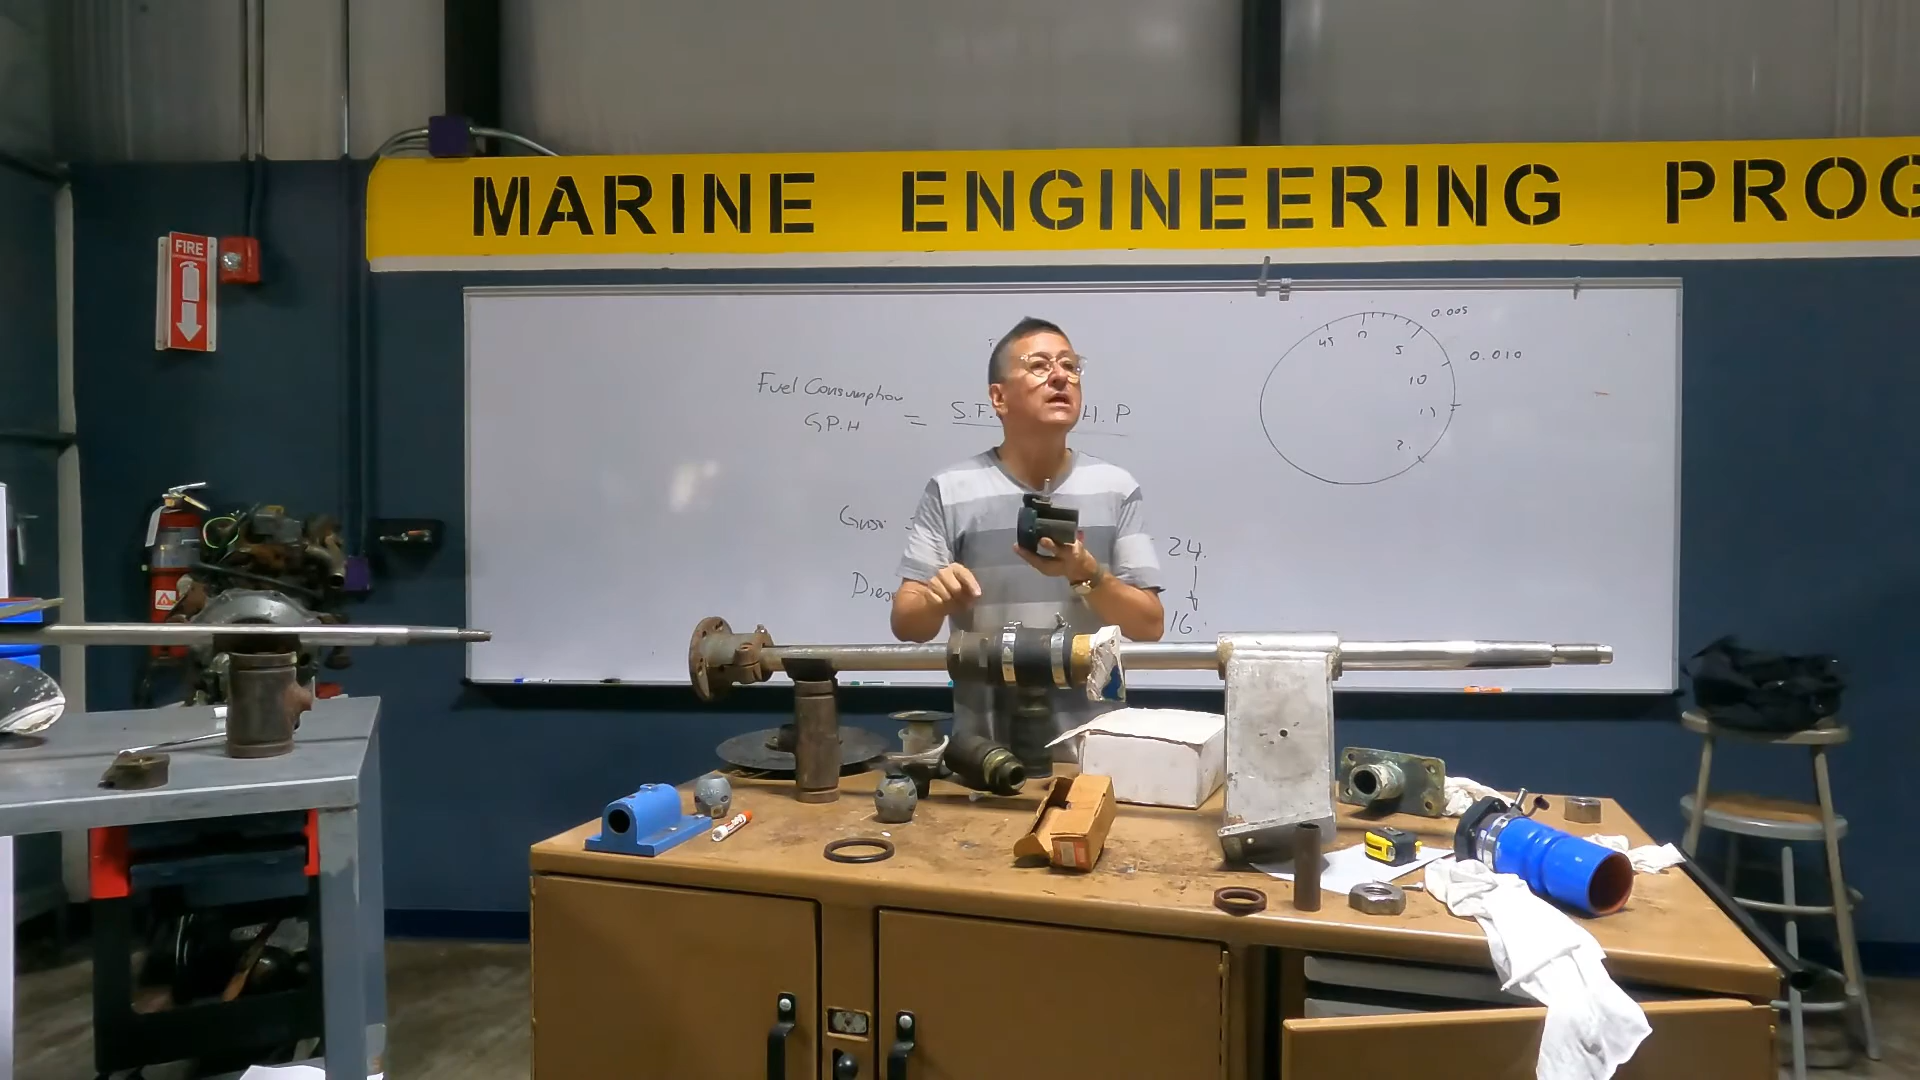 MARINE ENGINEERING PROG
FIRE
0.005
0.010
45 0 5
10
Fuel Consumption
G.P.H = S.F. H.P
24.
16.